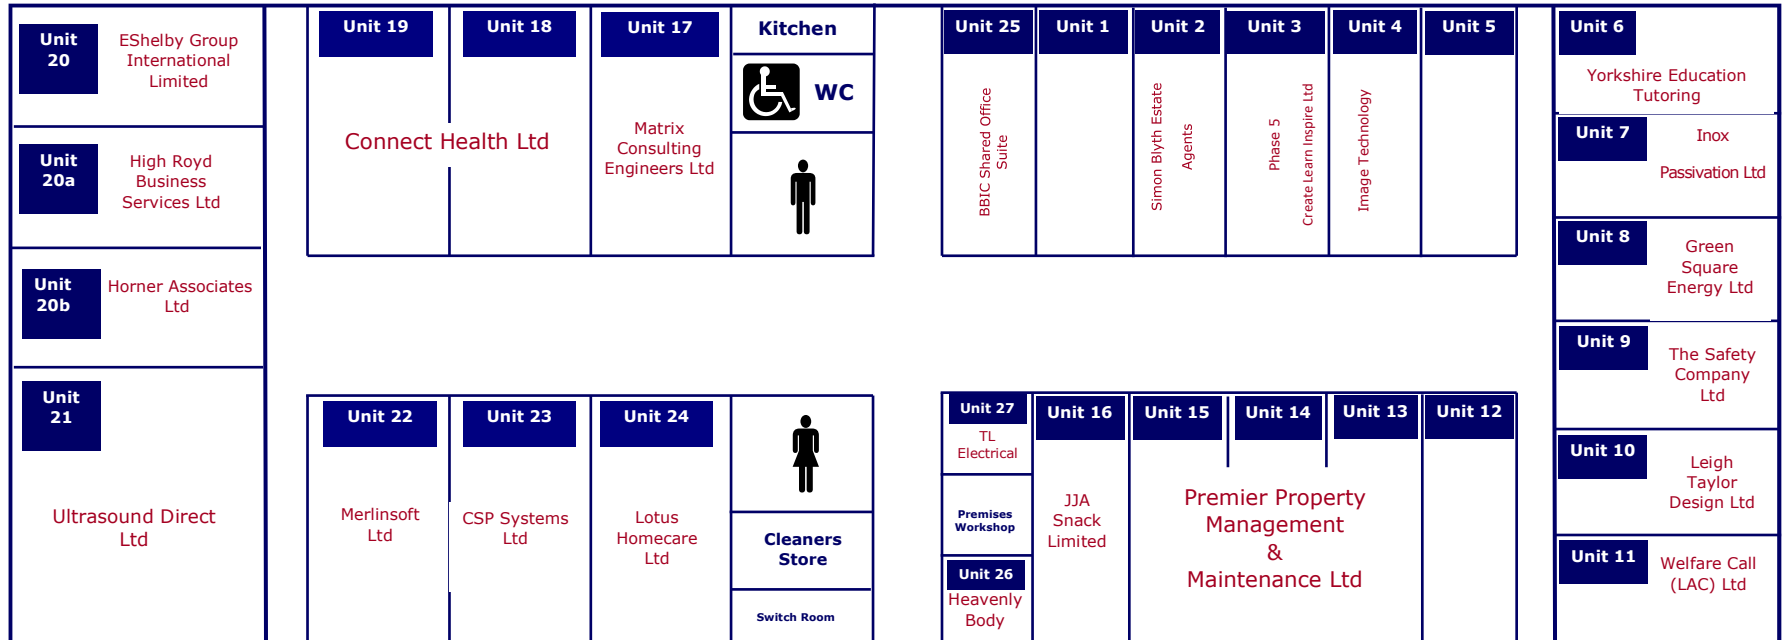 Unit
20
EShelby Group
International
Limited
Unit
20a
High Royd
Business
Services Ltd
Unit
20b
Horner Associates
Ltd
Unit
21
Ultrasound Direct
Ltd
Unit 19
Unit 18
Connect Health Ltd
Unit 17
Matrix
Consulting
Engineers Ltd
Kitchen
WC
Unit 22
Merlinsoft
Ltd
Unit 23
CSP Systems
Ltd
Unit 24
Lotus
Homecare
Ltd
Cleaners
Store
Switch Room
Unit 25
BBIC Shared Office
Suite
Unit 1
Unit 2
Simon Blyth Estate
Agents
Unit 3
Phase 5
Create Learn Inspire Ltd
Unit 4
Image Technology
Unit 5
Unit 27
TL
Electrical
Premises
Workshop
Unit 26
Heavenly
Body
Unit 16
JJA
Snack
Limited
Unit 15
Unit 14
Unit 13
Premier Property
Management
&
Maintenance Ltd
Unit 12
Unit 6
Yorkshire Education
Tutoring
Unit 7
Inox
Passivation Ltd
Unit 8
Green
Square
Energy Ltd
Unit 9
The Safety
Company
Ltd
Unit 10
Leigh
Taylor
Design Ltd
Unit 11
Welfare Call
(LAC) Ltd